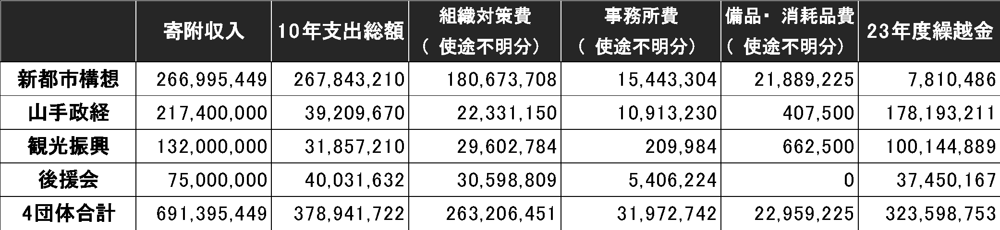 寄附収入 10年支出総額 組織対策費 (使途不明分) 事務所費 (使途不明分) 備品・消耗品費 (使途不明分) 23年度繰越金
新都市構想 266,995,449 267,843,210 180,673,708 15,443,304 21,889,225 7,810,486
山手政経 217,400,000 39,209,670 22,331,150 10,913,230 407,500 178,193,211
観光振興 132,000,000 31,857,210 29,602,784 209,984 662,500 100,144,889
後援会 75,000,000 40,031,632 30,598,809 5,406,224 0 37,450,167
4団体合計 691,395,449 378,941,722 263,206,451 31,972,742 22,959,225 323,598,753